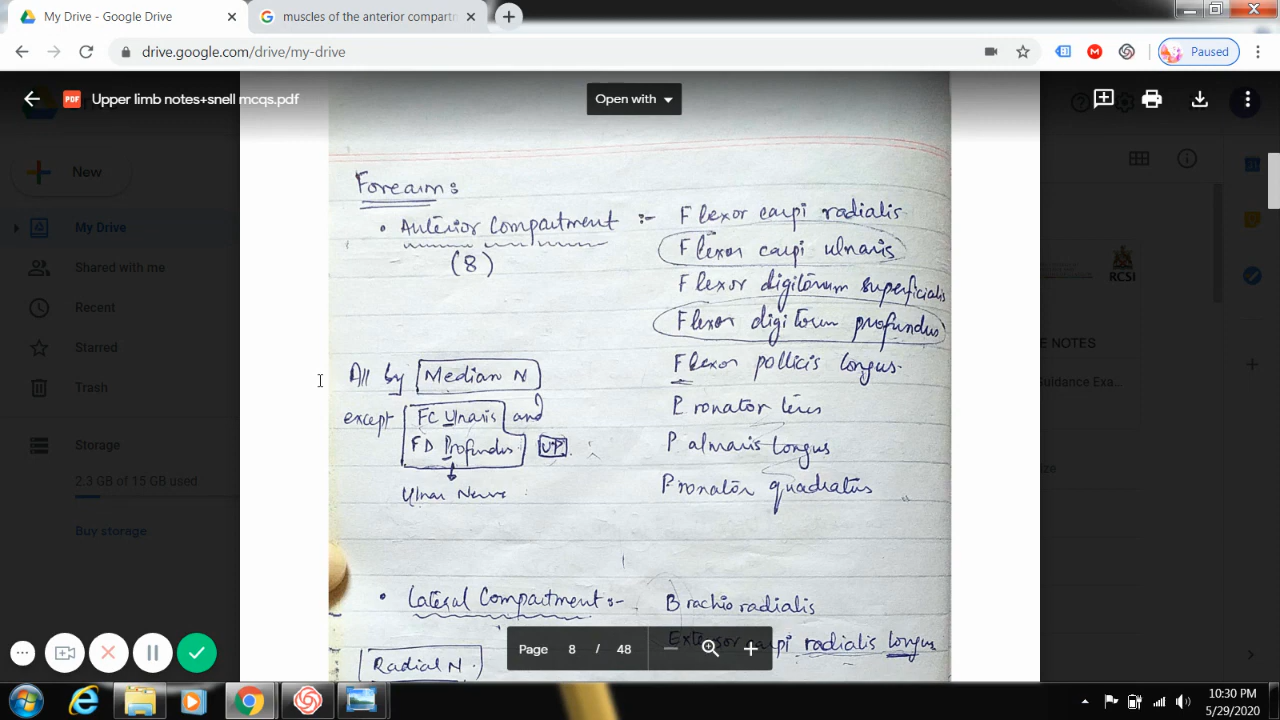 My Drive - Google Drive
muscles of the anterior compartm
drive.google.com/drive/my-drive
Paused
PDF
Upper limb notes+snell mcqs.pdf
Open with
New
My Drive
Shared with me
Recent
Starred
Trash
Storage
2.3 GB of 15 GB used
Buy storage
RCSI
E NOTES
Guidance Exa...
Forearm:
• Anterior Compartment :-
(8)
Flexor carpi radialis
Flexor carpi ulnaris
Flexor digitorum superficialis
Flexor digitorum profundus
Flexor pollicis longus.
Pronator teres
Palmaris longus
Pronator quadratus
All by Median N
except FC Ulnaris and
FD Profundus UP
Ulnar Nerve
• Lateral Compartment:-
Brachioradialis
Extensor carpi radialis longus
Radial N
Page 8 / 48
10:30 PM
5/29/2020